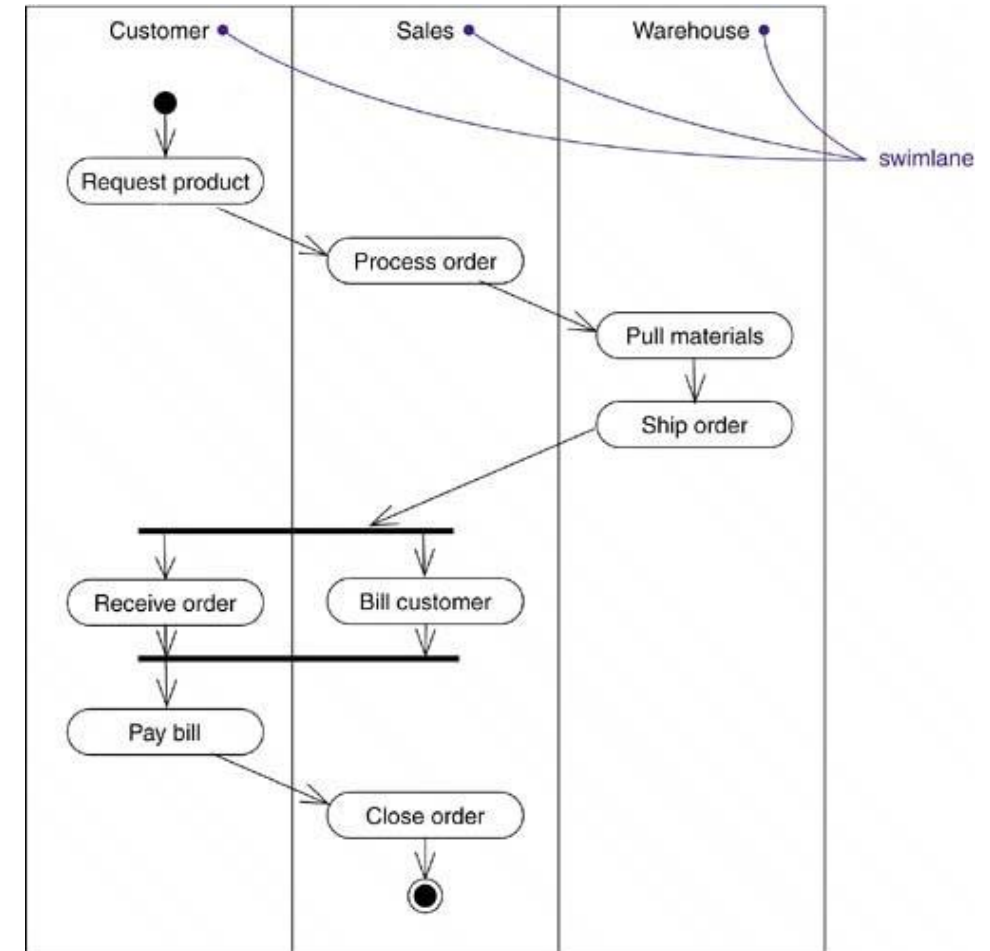 Customer
Sales
Warehouse
swimlane
Request product
Process order
Pull materials
Ship order
Receive order
Bill customer
Pay bill
Close order